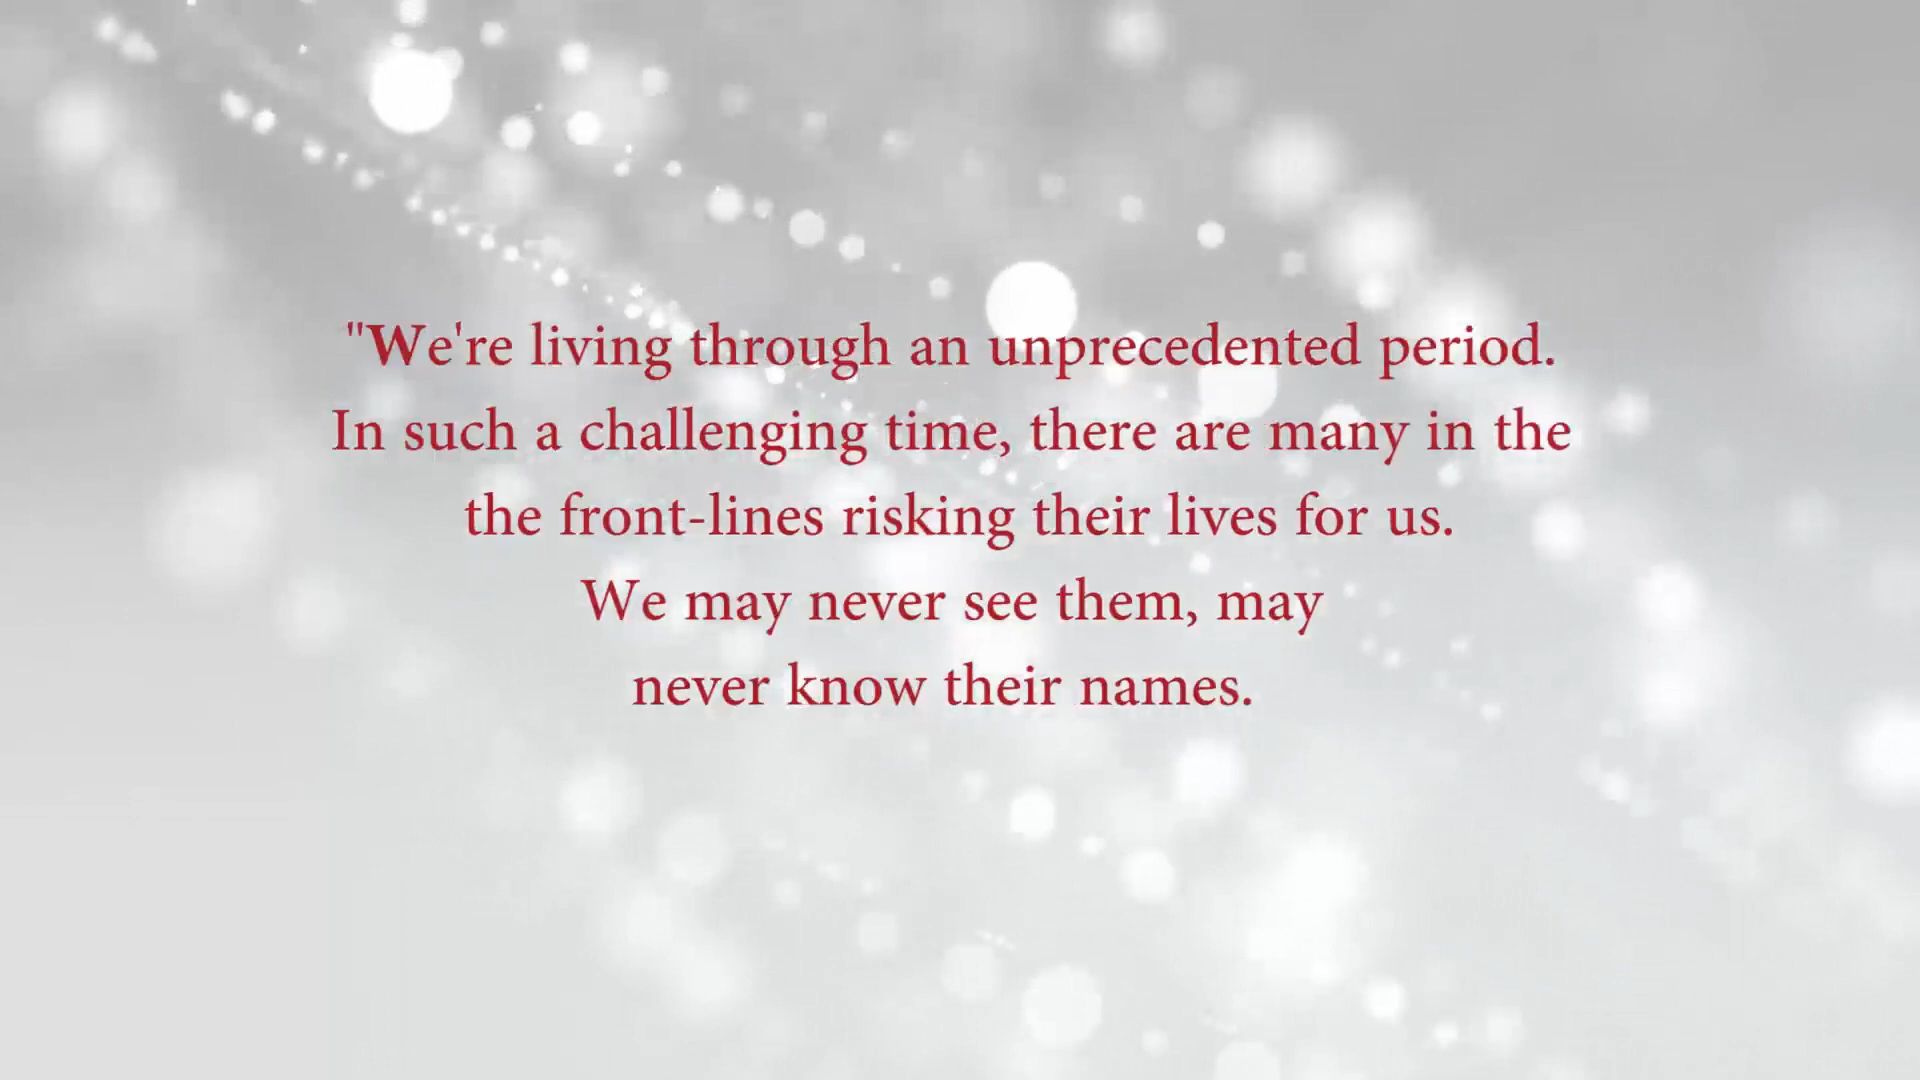 "We're living through an unprecedented period.
In such a challenging time, there are many in the
the front-lines risking their lives for us.
We may never see them, may
never know their names.